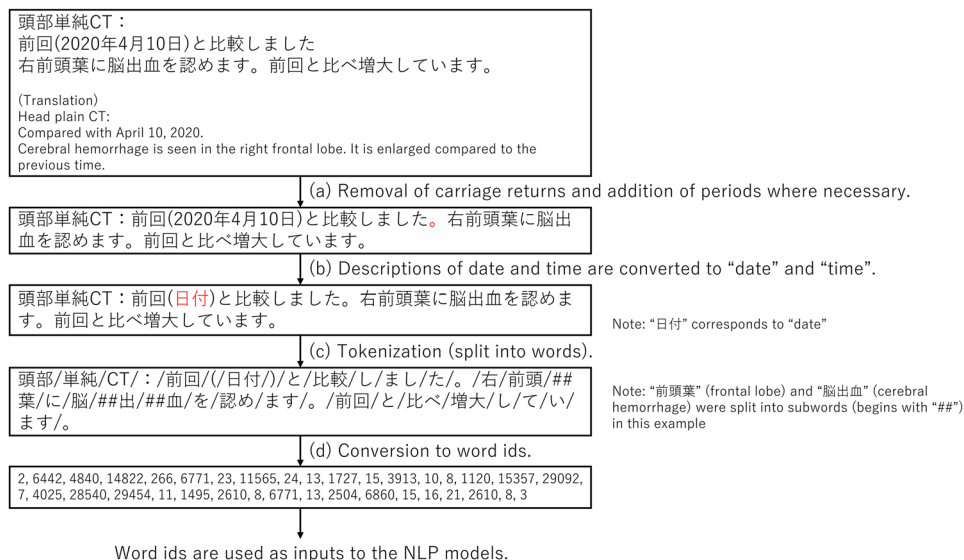 頭部単純CT：
前回(2020年4月10日)と比較しました
右前頭葉に脳出血を認めます。前回と比べ増大しています。
(Translation)
Head plain CT:
Compared with April 10, 2020.
Cerebral hemorrhage is seen in the right frontal lobe. It is enlarged compared to the
previous time.
(a) Removal of carriage returns and addition of periods where necessary.
頭部単純CT：前回(2020年4月10日)と比較しました。右前頭葉に脳出
血を認めます。前回と比べ増大しています。
(b) Descriptions of date and time are converted to “date” and “time”.
頭部単純CT：前回(日付)と比較しました。右前頭葉に脳出血を認めま
す。前回と比べ増大しています。
Note: “日付” corresponds to “date”
(c) Tokenization (split into words).
頭部/単純/CT/：/前回/(/日付/)/と/比較/し/まし/た/。/右/前頭/##
葉/に/脳/##出/##血/を/認め/ます/。/前回/と/比べ/増大/し/て/い/
ます/。
Note: “前頭葉” (frontal lobe) and “脳出血” (cerebral
hemorrhage) were split into subwords (begins with “##”)
in this example
(d) Conversion to word ids.
2, 6442, 4840, 14822, 266, 6771, 23, 11565, 24, 13, 1727, 15, 3913, 10, 8, 1120, 15357, 29092,
7, 4025, 28540, 29454, 11, 1495, 2610, 8, 6771, 13, 2504, 6860, 15, 16, 21, 2610, 8, 3
Word ids are used as inputs to the NLP models.